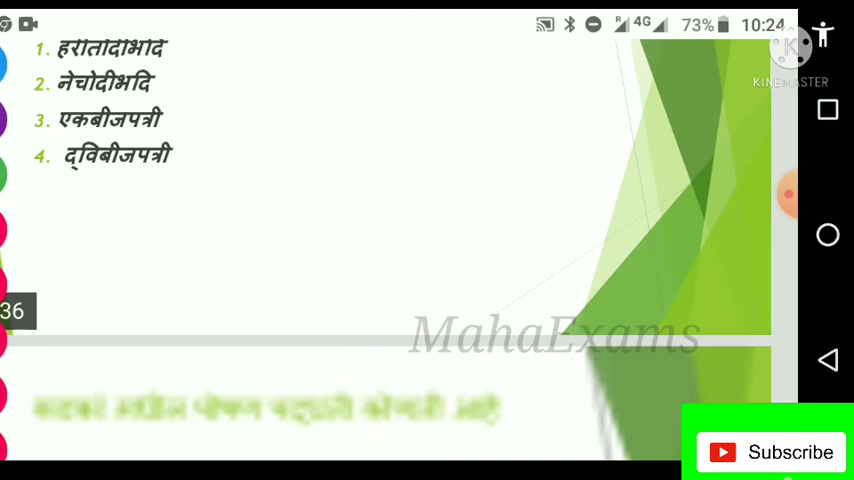 73% 10:24
4G
R
K
KINEMASTER
1. हरीतोदीभीद
2. नेचोदीभदि
3. एकबीजपत्री
4. द्विबीजपत्री
36
MahaExams
Subscribe